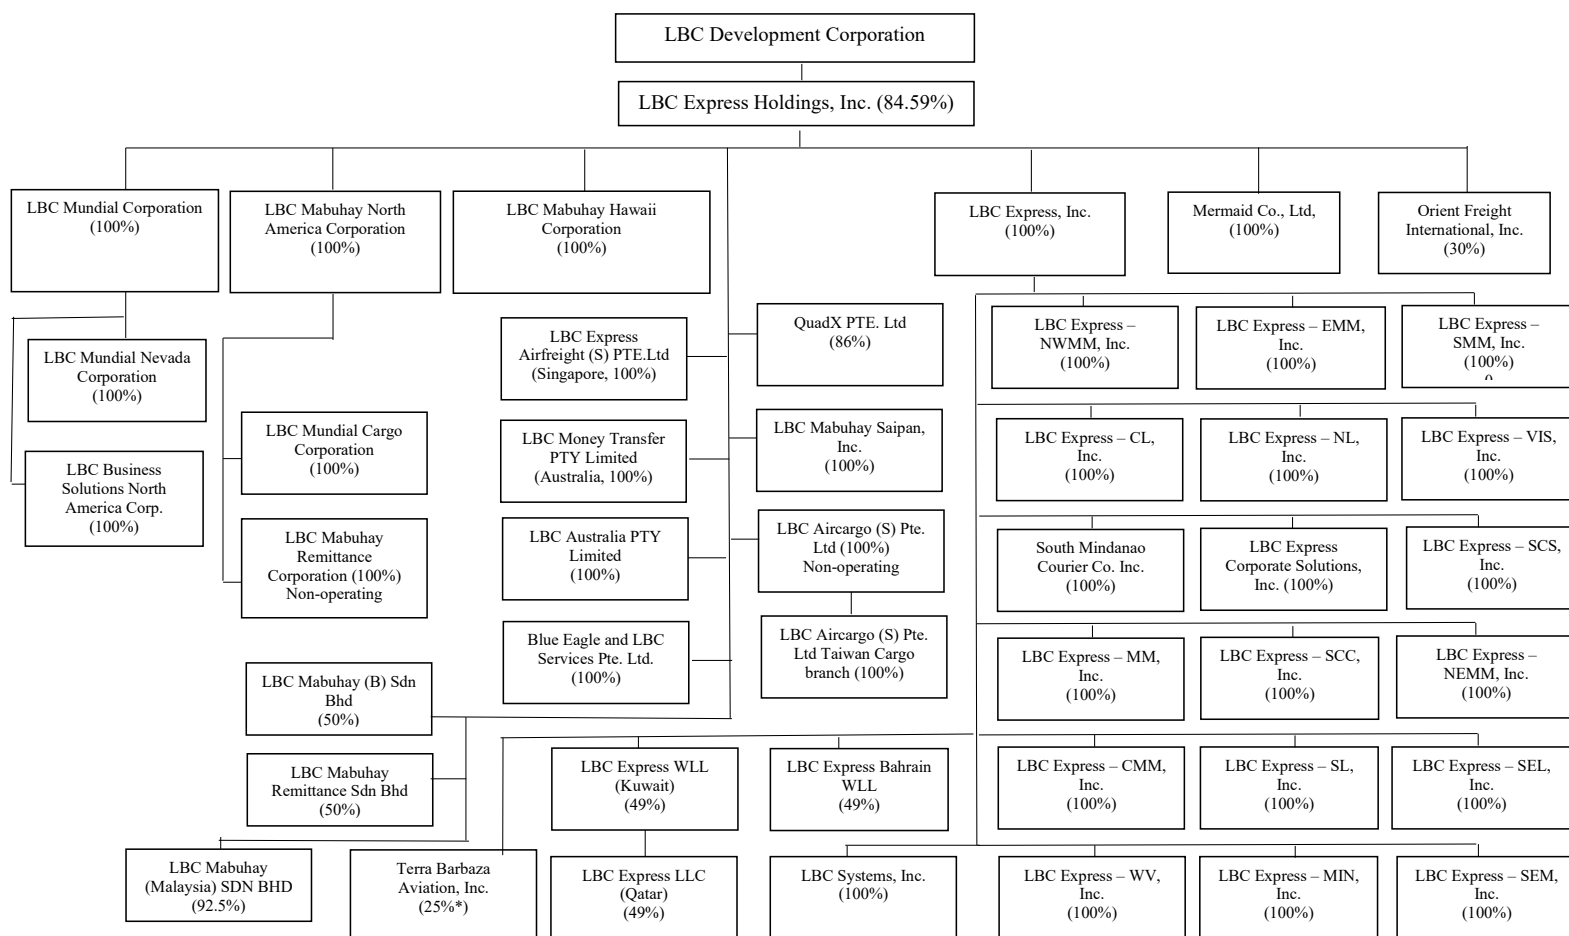 LBC Development Corporation
LBC Express Holdings, Inc. (84.59%)
LBC Mundial Corporation
(100%)
LBC Mabuhay North
America Corporation
(100%)
LBC Mabuhay Hawaii
Corporation
(100%)
LBC Express, Inc.
(100%)
Mermaid Co., Ltd,
(100%)
Orient Freight
International, Inc.
(30%)
LBC Mundial Nevada
Corporation
(100%)
LBC Business
Solutions North
America Corp.
(100%)
LBC Mundial Cargo
Corporation
(100%)
LBC Mabuhay
Remittance
Corporation (100%)
Non-operating
LBC Express
Airfreight (S) PTE.Ltd
(Singapore, 100%)
LBC Money Transfer
PTY Limited
(Australia, 100%)
LBC Australia PTY
Limited
(100%)
Blue Eagle and LBC
Services Pte. Ltd.
(100%)
QuadX PTE. Ltd
(86%)
LBC Mabuhay Saipan,
Inc.
(100%)
LBC Aircargo (S) Pte.
Ltd (100%)
Non-operating
LBC Aircargo (S) Pte.
Ltd Taiwan Cargo
branch (100%)
LBC Express –
NWMM, Inc.
(100%)
LBC Express – EMM,
Inc.
(100%)
LBC Express –
SMM, Inc.
(100%)
LBC Express – CL,
Inc.
(100%)
LBC Express – NL,
Inc.
(100%)
LBC Express – VIS,
Inc.
(100%)
South Mindanao
Courier Co. Inc.
(100%)
LBC Express
Corporate Solutions,
Inc. (100%)
LBC Express – SCS,
Inc.
(100%)
LBC Express – MM,
Inc.
(100%)
LBC Express – SCC,
Inc.
(100%)
LBC Express –
NEMM, Inc.
(100%)
LBC Mabuhay (B) Sdn
Bhd
(50%)
LBC Mabuhay
Remittance Sdn Bhd
(50%)
LBC Express WLL
(Kuwait)
(49%)
LBC Express Bahrain
WLL
(49%)
LBC Express – CMM,
Inc.
(100%)
LBC Express – SL,
Inc.
(100%)
LBC Express – SEL,
Inc.
(100%)
LBC Mabuhay
(Malaysia) SDN BHD
(92.5%)
Terra Barbaza
Aviation, Inc.
(25%*)
LBC Express LLC
(Qatar)
(49%)
LBC Systems, Inc.
(100%)
LBC Express – WV,
Inc.
(100%)
LBC Express – MIN,
Inc.
(100%)
LBC Express – SEM,
Inc.
(100%)